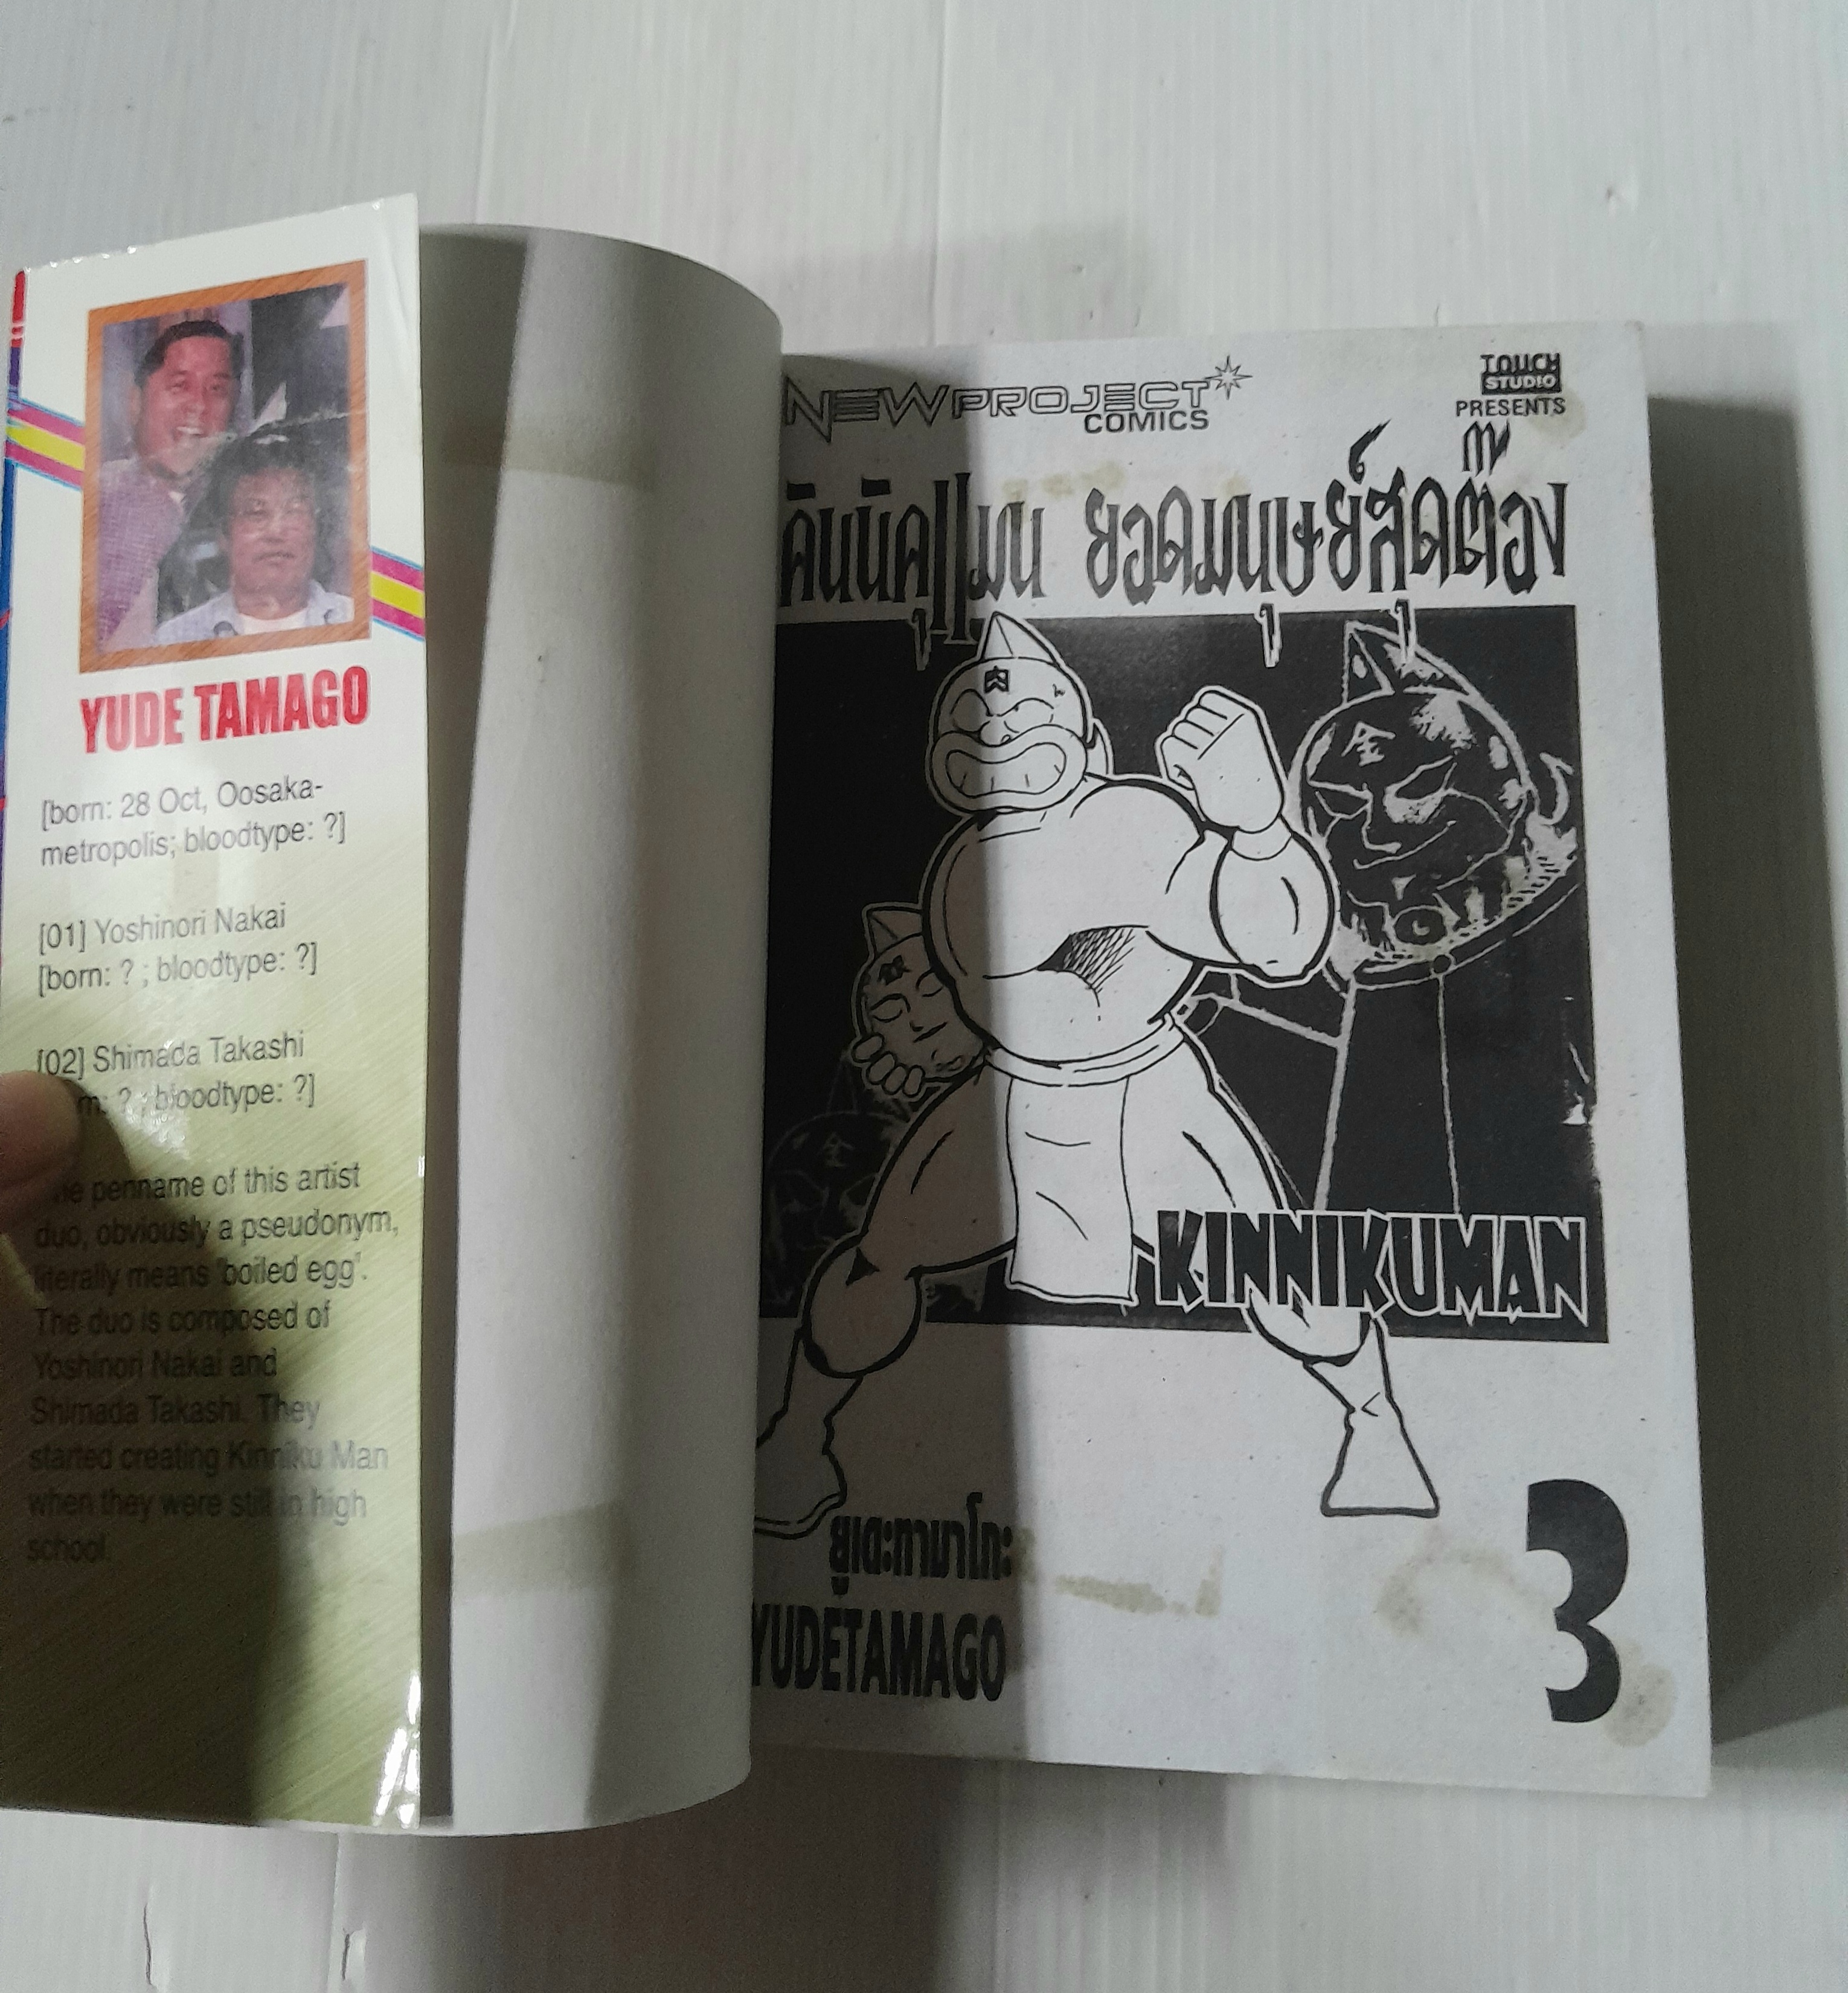 YUDE TAMAGO
[born: 28 Oct, Oosaka-
metropolis; bloodtype: ?]
[01] Yoshinori Nakai
[born: ? ; bloodtype: ?]
[02] Shimada Takashi
? ; bloodtype: ?]
penname of this artist
duo, obviously a pseudonym,
literally means 'boiled egg'.
The duo is composed of
Yoshinori Nakai and
Shimada Takashi. They
started creating Kinniku Man
when they were still in high
school.
NEW PROJECT
COMICS
TOUCH
STUDIO
PRESENTS
คินนิคุแมน ยอดมนุษย์สุดต๊อง
肉
KINNIKUMAN
ยูเดะทามาโกะ
YUDETAMAGO
3